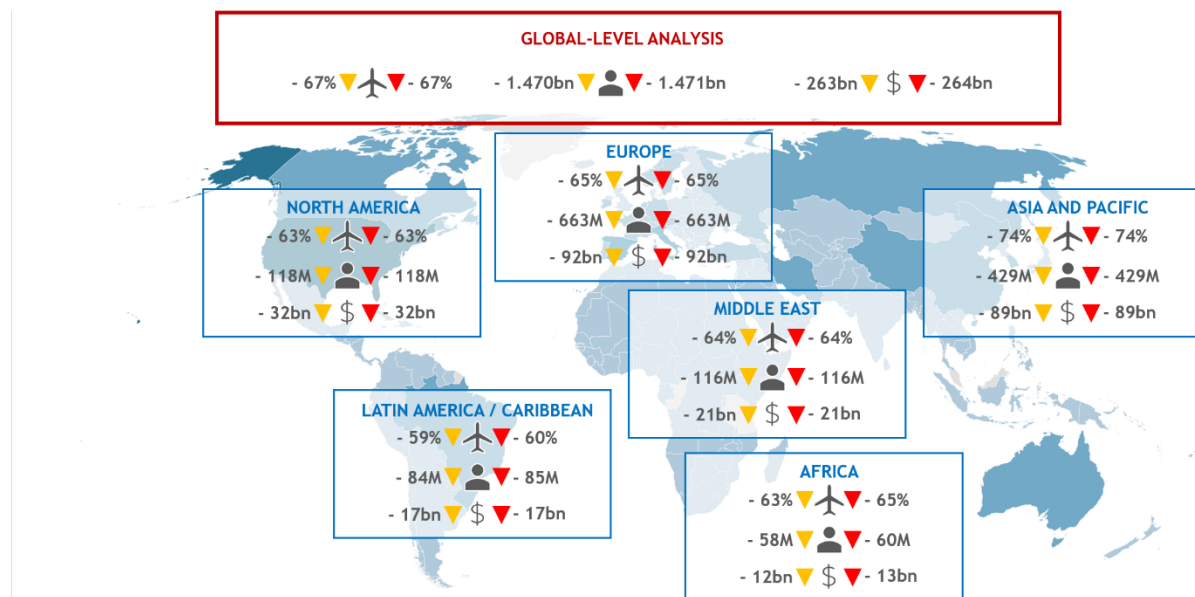 GLOBAL-LEVEL ANALYSIS
- 67% - 67% - 1.470bn - 1.471bn - 263bn $ - 264bn
EUROPE
- 65% - 65%
- 663M - 663M
- 92bn $ - 92bn
NORTH AMERICA
- 63% - 63%
- 118M - 118M
- 32bn $ - 32bn
ASIA AND PACIFIC
- 74% - 74%
- 429M - 429M
- 89bn $ - 89bn
MIDDLE EAST
- 64% - 64%
- 116M - 116M
- 21bn $ - 21bn
LATIN AMERICA / CARIBBEAN
- 59% - 60%
- 84M - 85M
- 17bn $ - 17bn
AFRICA
- 63% - 65%
- 58M - 60M
- 12bn $ - 13bn